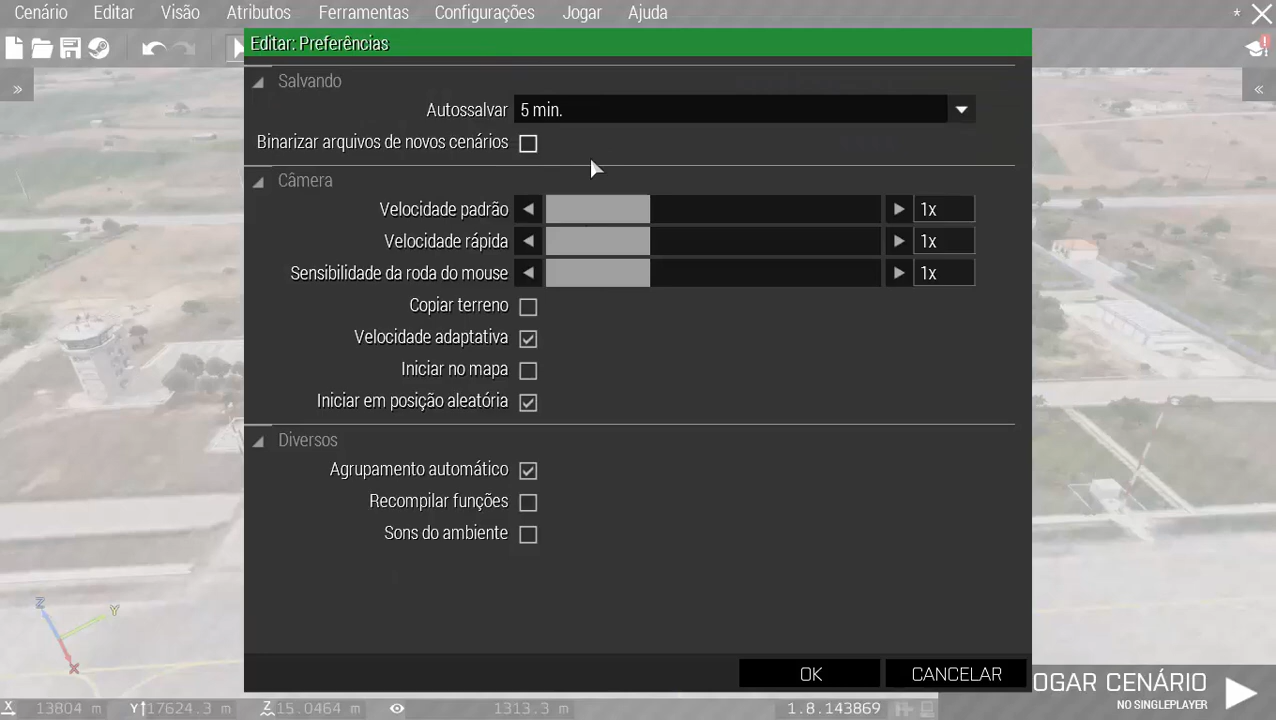 Cenário Editar Visão Atributos Ferramentas Configurações Jogar Ajuda * 
Editar: Preferências
Salvando
Autossalvar 5 min.
Binarizar arquivos de novos cenários
Câmera
Velocidade padrão 1x
Velocidade rápida 1x
Sensibilidade da roda do mouse 1x
Copiar terreno
Velocidade adaptativa
Iniciar no mapa
Iniciar em posição aleatória
Diversos
Agrupamento automático
Recompilar funções
Sons do ambiente
Z
Y
X
OK CANCELAR
OGAR CENÁRIO
NO SINGLEPLAYER
X 13804 m Y 17624.3 m Z 15.0464 m 1313.3 m 1.8.143869